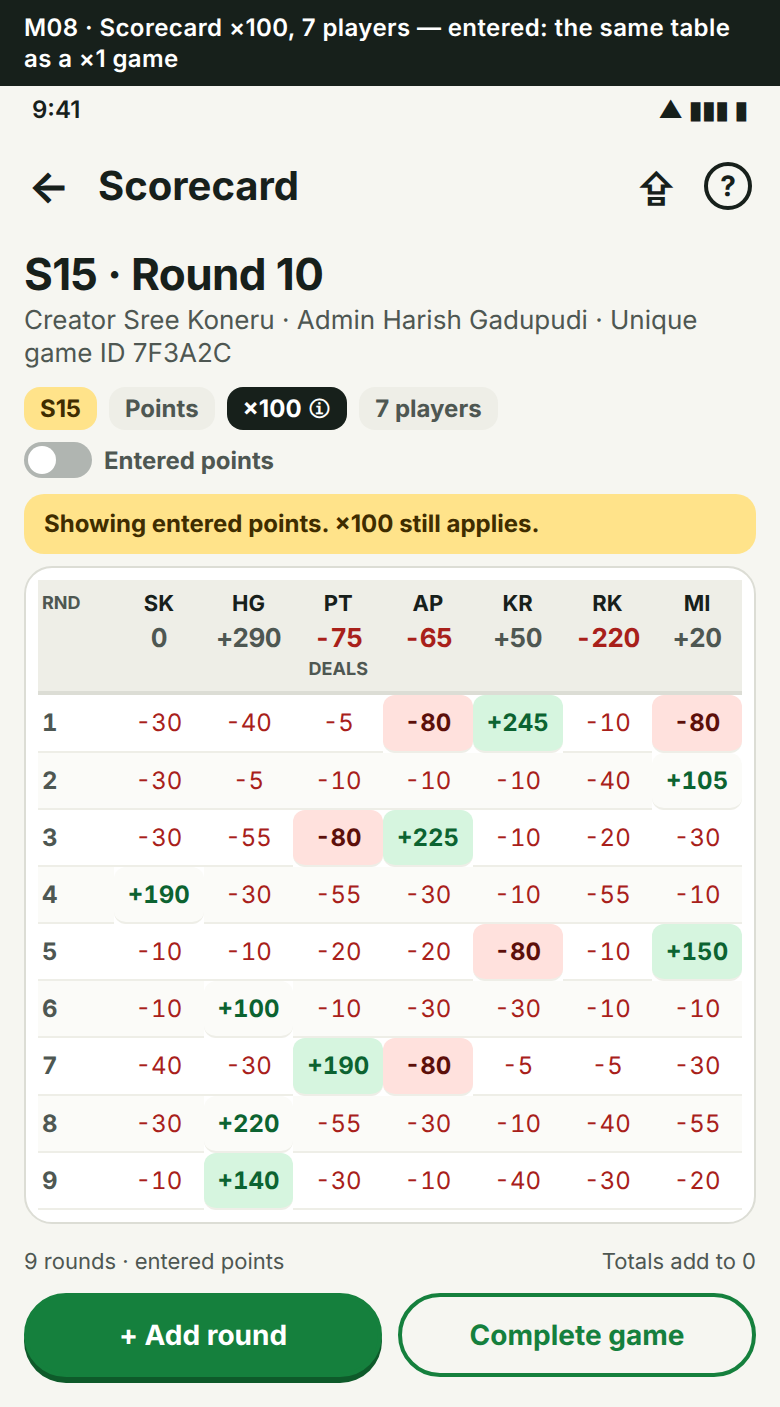 M08 · Scorecard ×100, 7 players — entered: the same table
as a ×1 game
9:41
Scorecard
?
S15 · Round 10
Creator Sree Koneru · Admin Harish Gadupudi · Unique
game ID 7F3A2C
S15 Points ×100 ⓘ 7 players
Entered points
Showing entered points. ×100 still applies.
RND SK HG PT AP KR RK MI
0 +290 -75 -65 +50 -220 +20
DEALS
1 -30 -40 -5 -80 +245 -10 -80
2 -30 -5 -10 -10 -10 -40 +105
3 -30 -55 -80 +225 -10 -20 -30
4 +190 -30 -55 -30 -10 -55 -10
5 -10 -10 -20 -20 -80 -10 +150
6 -10 +100 -10 -30 -30 -10 -10
7 -40 -30 +190 -80 -5 -5 -30
8 -30 +220 -55 -30 -10 -40 -55
9 -10 +140 -30 -10 -40 -30 -20
9 rounds · entered points Totals add to 0
+ Add round Complete game